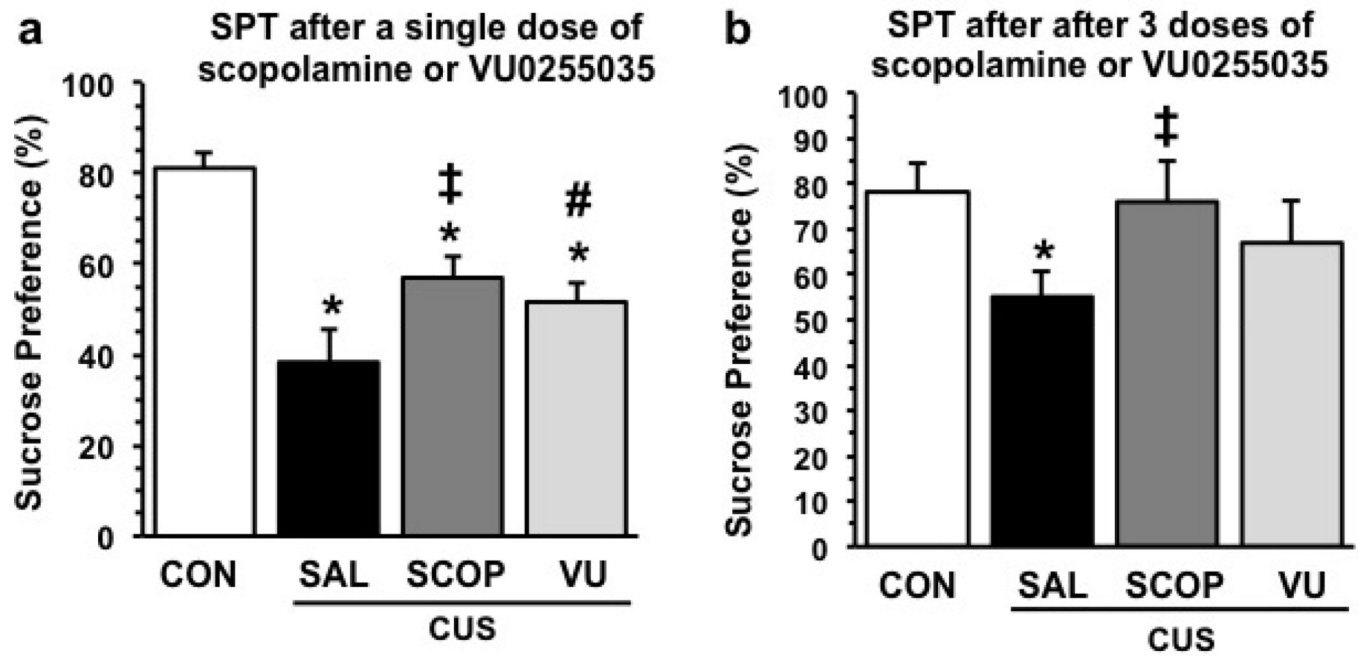 a
SPT after a single dose of
scopolamine or VU0255035
Sucrose Preference (%)
100
80
60
40
20
0
*
‡
*
#
*
CON SAL SCOP VU
CUS
b
SPT after after 3 doses of
scopolamine or VU0255035
Sucrose Preference (%)
100
90
80
70
60
50
40
30
20
10
0
*
‡
CON SAL SCOP VU
CUS